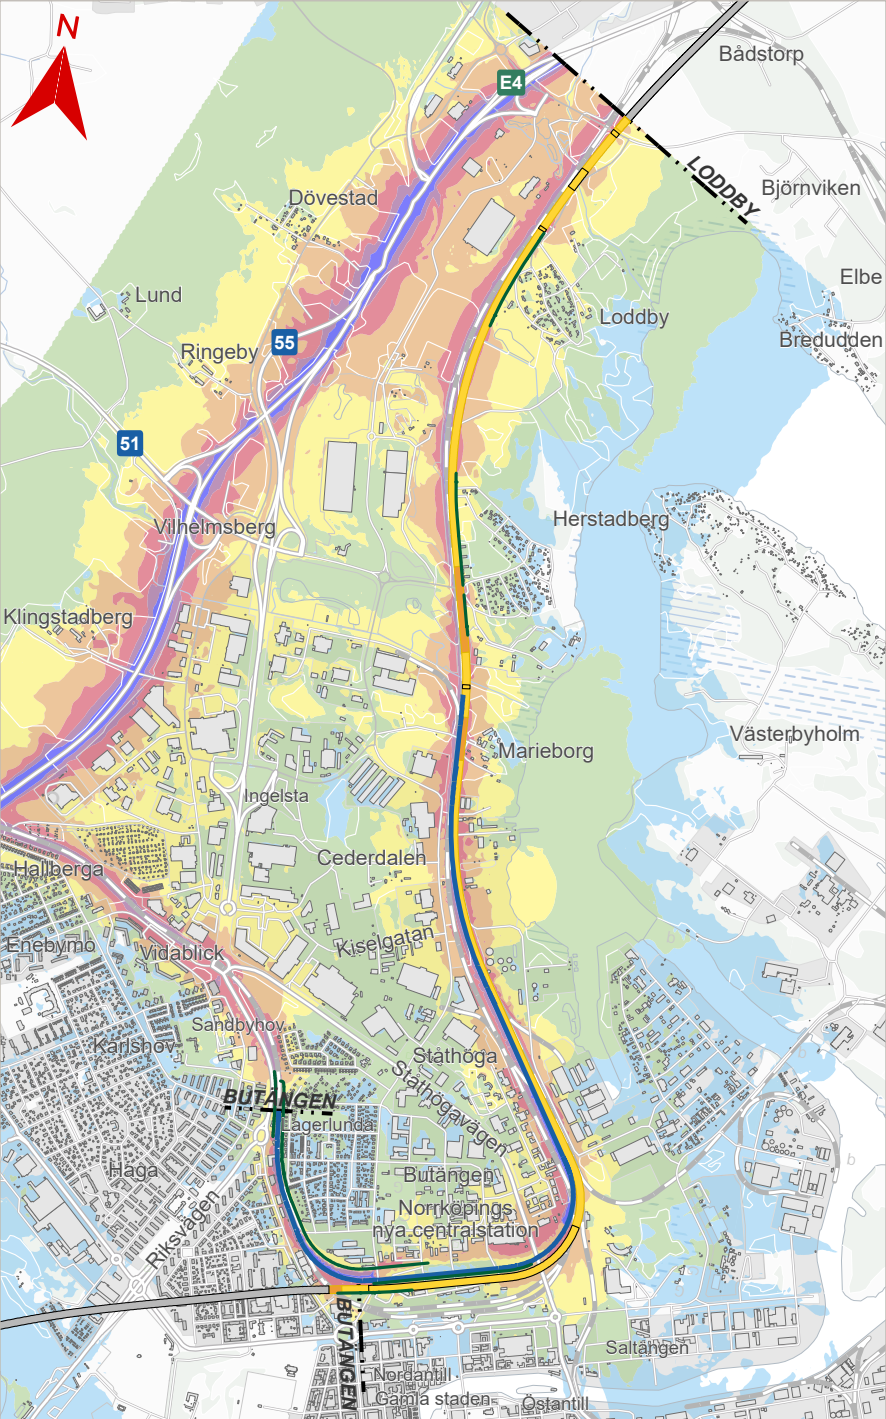 N
Bådstorp
E4
LODDBY
Björnviken
Dövestad
Elbe
Lund
Loddby
Bredudden
55
Ringeby
51
Herstadberg
Vilhelmsberg
Klingstadberg
Västerbyholm
Marieborg
Ingelsta
Cederdalen
Hallberga
Kiselgatan
Enebymo
Vidablick
Sandbyhov
Karlshov
Ståthöga
Ståthögavägen
BUTÄNGEN
Lagerlunda
Haga
Butängen
Riksvägen
Norrköpings
nya centralstation
BUTÄNGEN
Saltängen
Nordantill
Gamla staden
Östantill